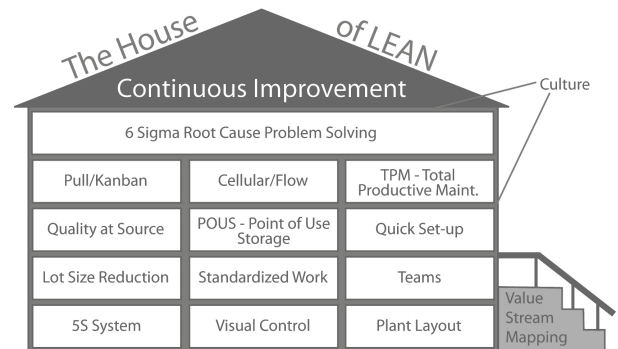 The House of LEAN
Continuous Improvement
Culture
6 Sigma Root Cause Problem Solving
Pull/Kanban
Cellular/Flow
TPM - Total
Productive Maint.
Quality at Source
POUS - Point of Use
Storage
Quick Set-up
Lot Size Reduction
Standardized Work
Teams
5S System
Visual Control
Plant Layout
Value
Stream
Mapping